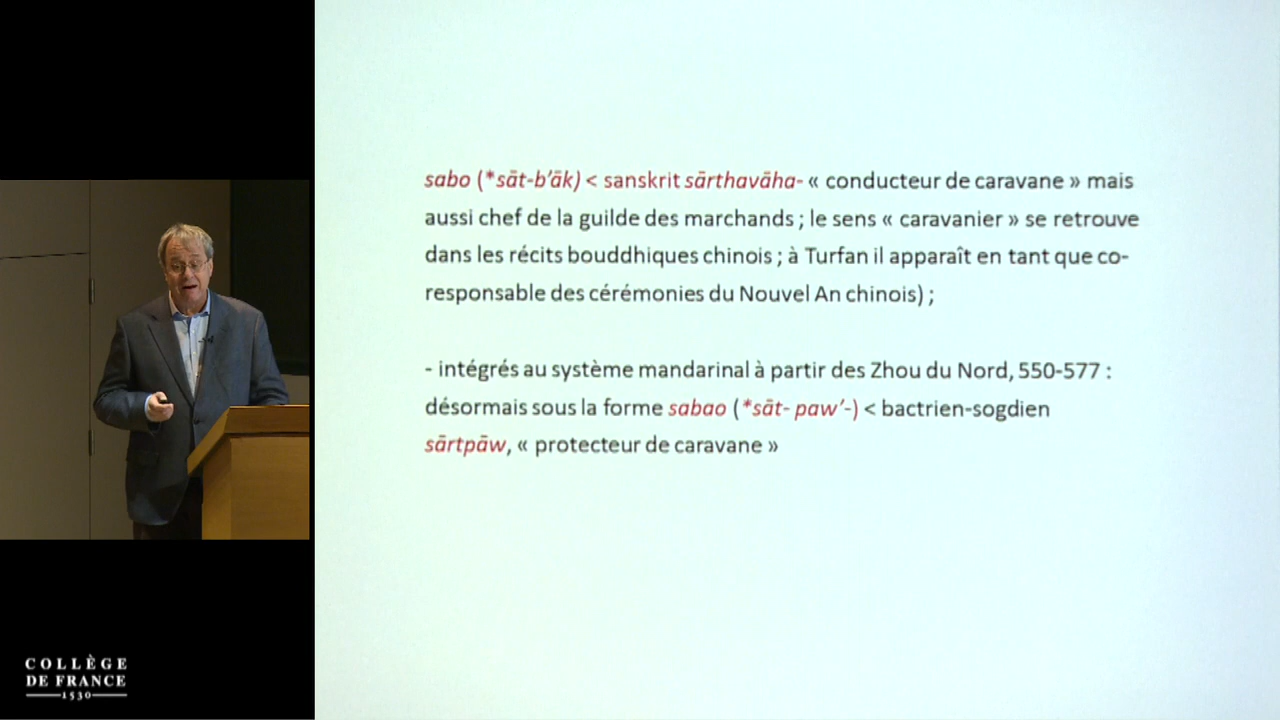 sabo (*sāt-b’āk) < sanskrit sārthavāha- « conducteur de caravane » mais
aussi chef de la guilde des marchands ; le sens « caravanier » se retrouve
dans les récits bouddhiques chinois ; à Turfan il apparaît en tant que co-
responsable des cérémonies du Nouvel An chinois) ;
- intégrés au système mandarinal à partir des Zhou du Nord, 550-577 :
désormais sous la forme sabao (*sāt- paw’-) < bactrien-sogdien
sārtpāw, « protecteur de caravane »
COLLÈGE
DE FRANCE
1530